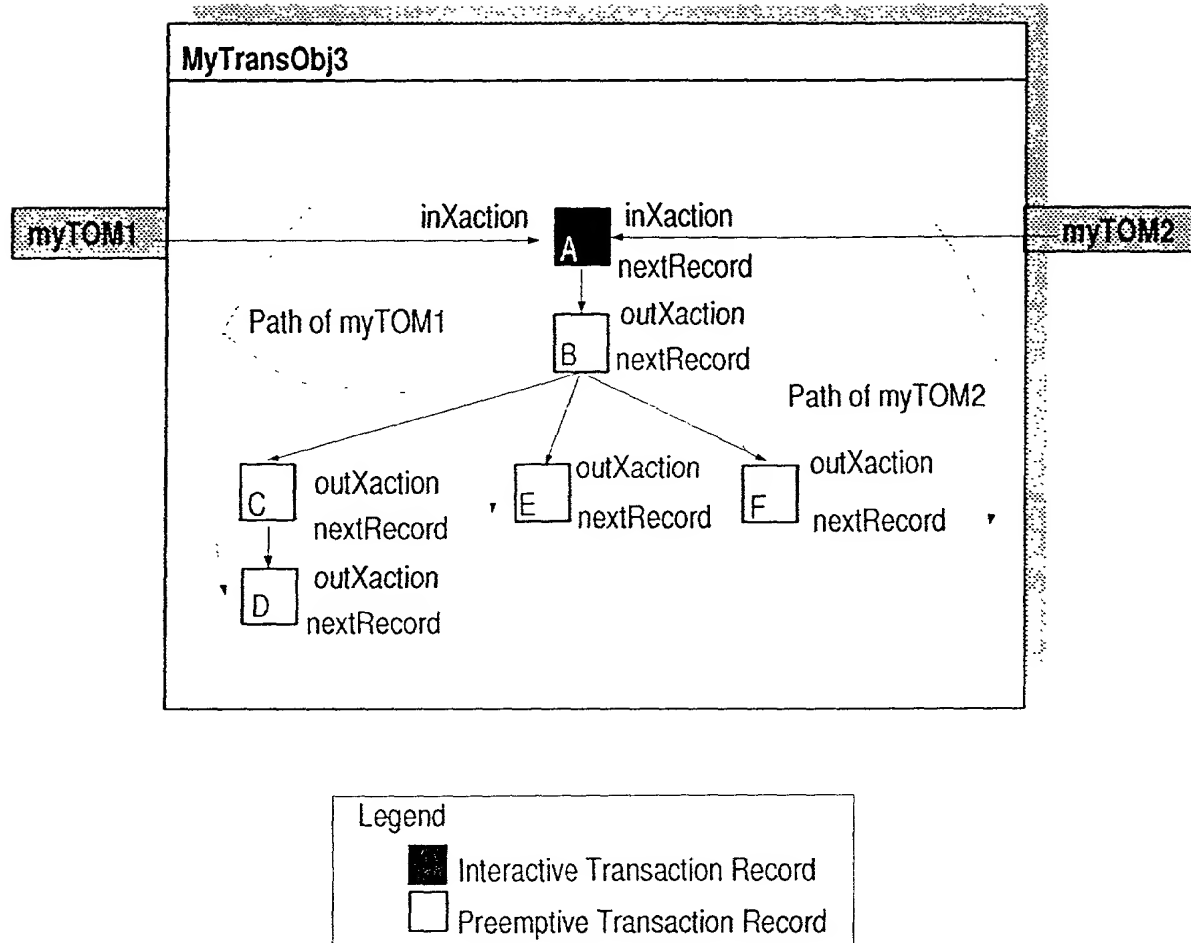 MyTransObj3
myTOM1
inXaction
A
inXaction
nextRecord
myTOM2
Path of myTOM1
B
outXaction
nextRecord
Path of myTOM2
C
outXaction
nextRecord
E
outXaction
nextRecord
F
outXaction
nextRecord
D
outXaction
nextRecord
Legend
Interactive Transaction Record
Preemptive Transaction Record